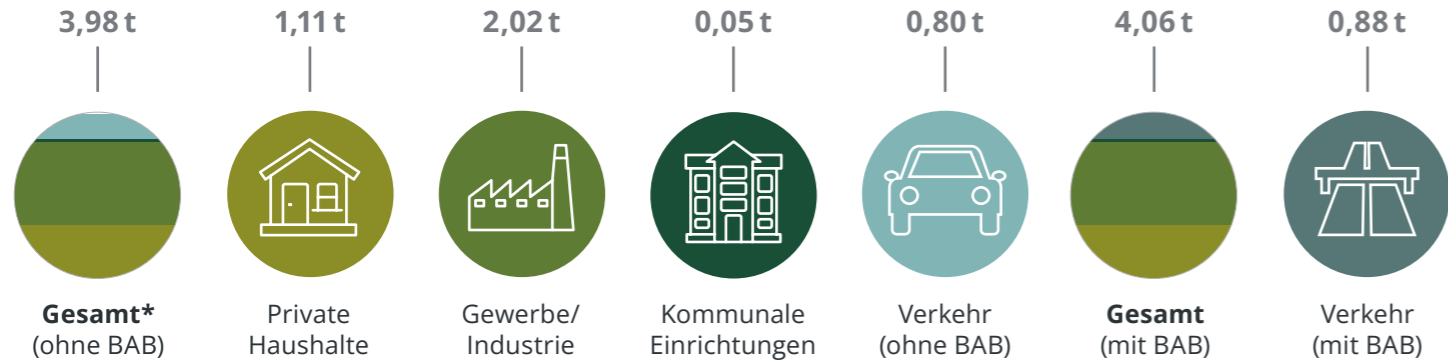 3,98 t
1,11 t
2,02 t
0,05 t
0,80 t
4,06 t
0,88 t
Gesamt*
(ohne BAB)
Private
Haushalte
Gewerbe/
Industrie
Kommunale
Einrichtungen
Verkehr
(ohne BAB)
Gesamt
(mit BAB)
Verkehr
(mit BAB)